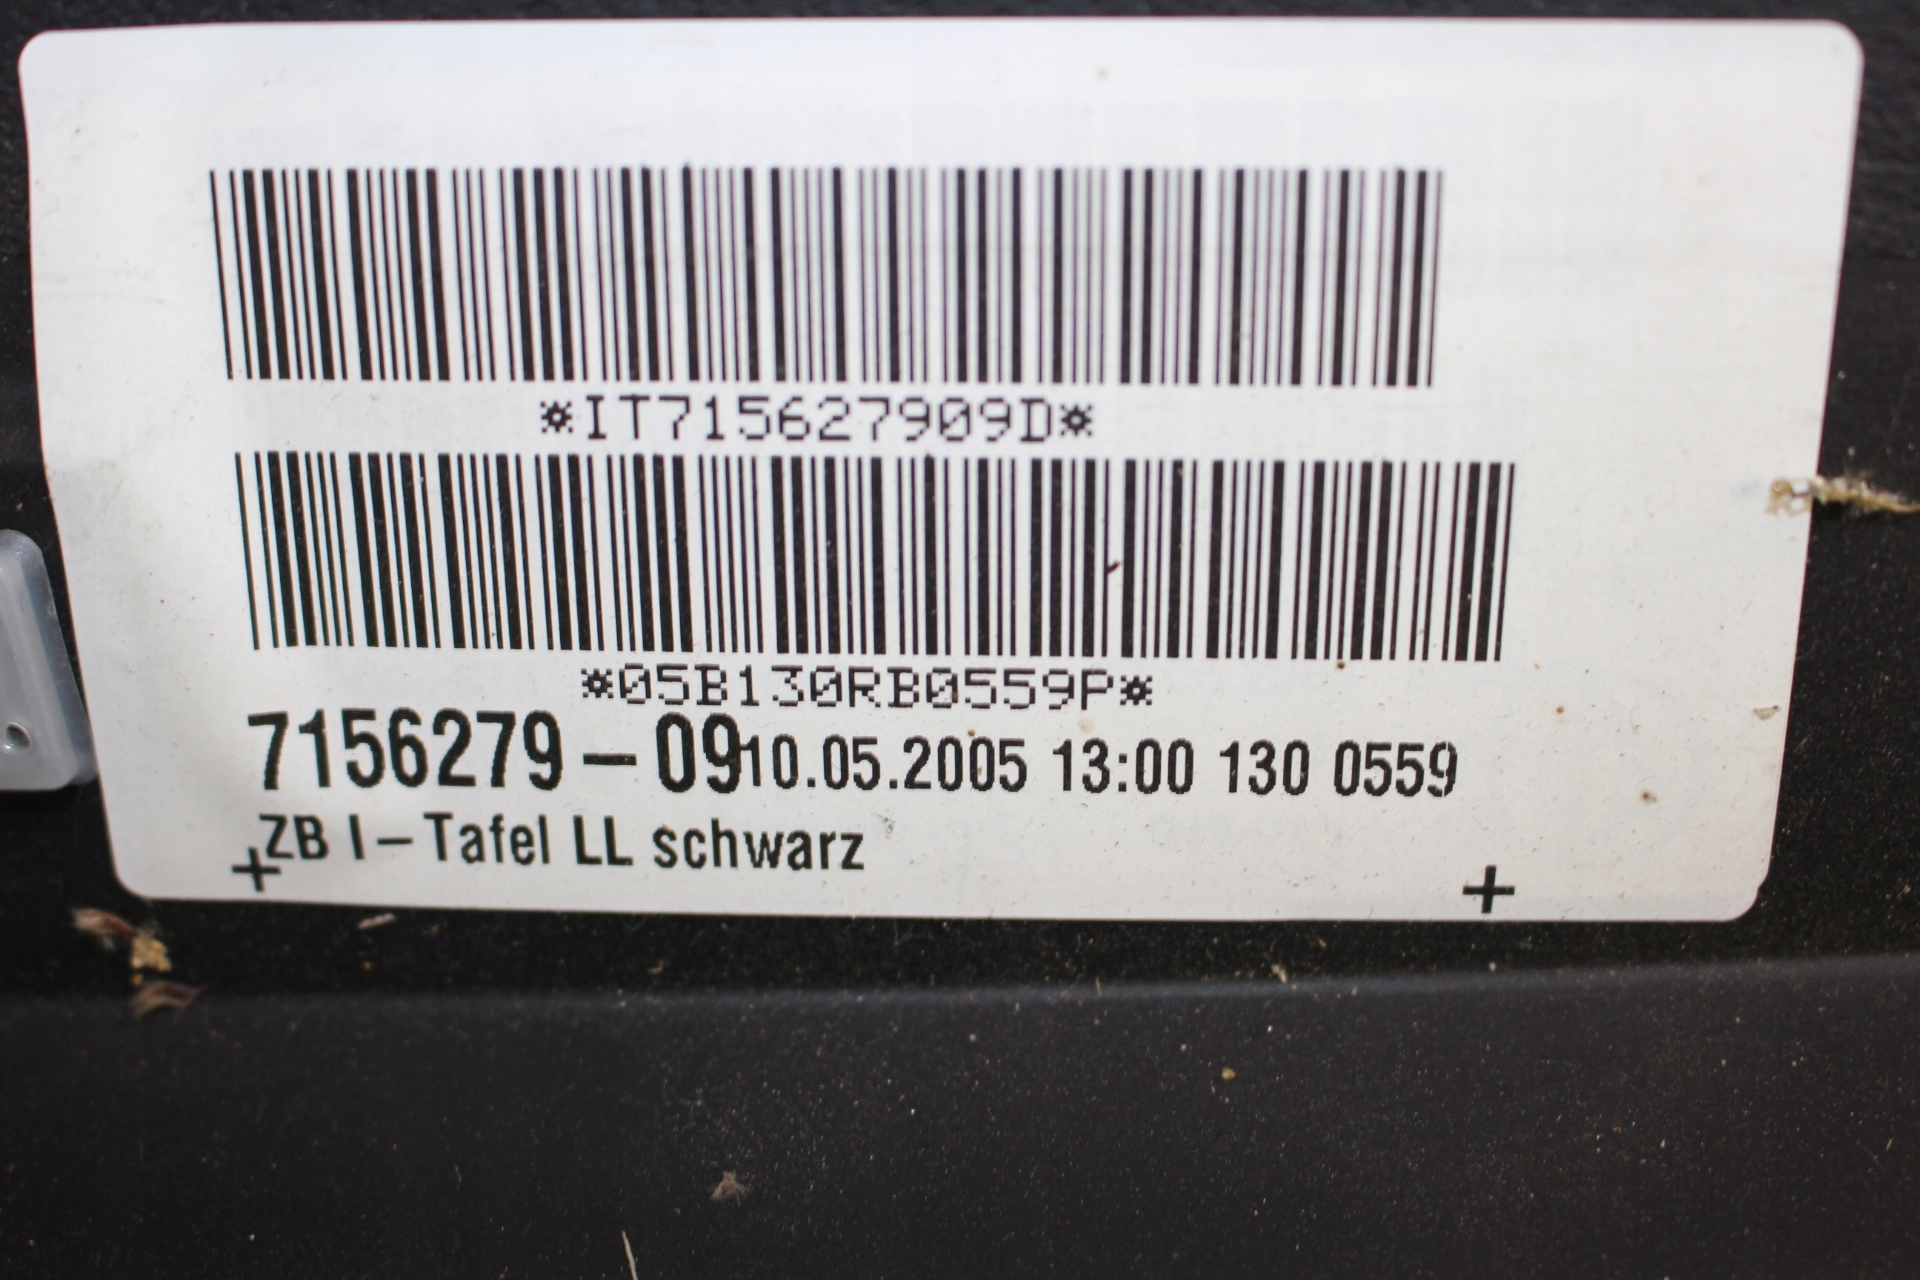 *IT715627909D*
*05B130RB0559P*
7156279-09 10.05.2005 13:00 130 0559
ZB I-Tafel LL schwarz